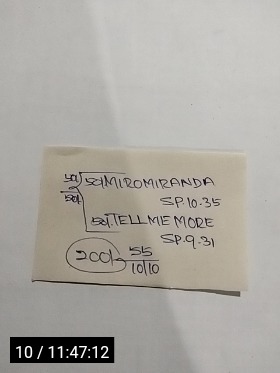 50/ 50/. MIROMIRANDA
50/.
SP.10.35
50/. TELL ME MORE
SP.9.31
200/- 55
10/10
10 / 11:47:12